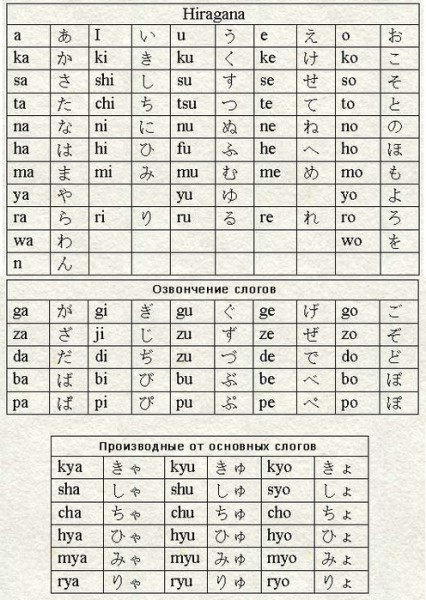 Hiragana
a あ I い u う e え o お
ka か ki き ku く ke け ko こ
sa さ shi し su す se せ so そ
ta た chi ち tsu つ te て to と
na な ni に nu ぬ ne ね no の
ha は hi ひ fu ふ he へ ho ほ
ma ま mi み mu む me め mo も
ya や yu ゆ yo よ
ra ら ri り ru る re れ ro ろ
wa わ wo を
n ん
Озвончение слогов
ga が gi ぎ gu ぐ ge げ go ご
za ざ ji じ zu ず ze ぜ zo ぞ
da だ di ぢ zu づ de で do ど
ba ば bi び bu ぶ be べ bo ぼ
pa ぱ pi ぴ pu ぷ pe ぺ po ぽ
Производные от основных слогов
kya きゃ kyu きゅ kyo きょ
sha しゃ shu しゅ syo しょ
cha ちゃ chu ちゅ cho ちょ
hya ひゃ hyu ひゅ hyo ひょ
mya みゃ myu みゅ myo みょ
rya りゃ ryu りゅ ryo りょ